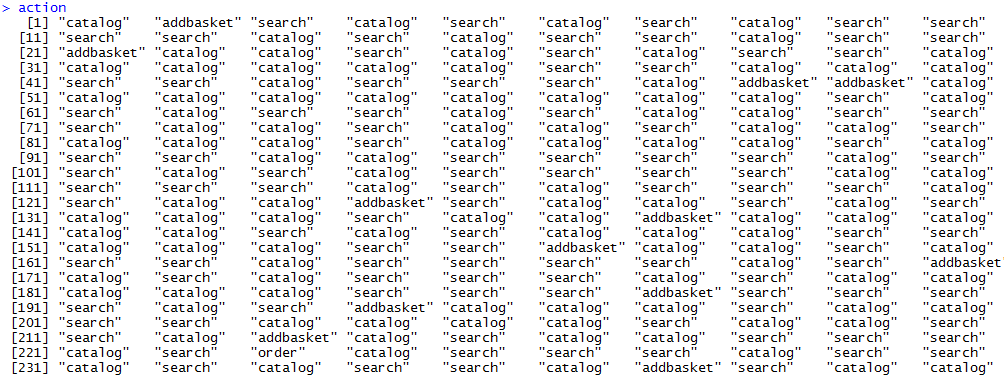 > action
[1] "catalog" "addbasket" "search" "catalog" "search" "catalog" "search" "catalog" "search" "search"
[11] "search" "search" "catalog" "search" "catalog" "catalog" "search" "search" "search" "search"
[21] "addbasket" "catalog" "catalog" "catalog" "catalog" "search" "catalog" "search" "search" "catalog"
[31] "catalog" "catalog" "catalog" "catalog" "catalog" "search" "search" "catalog" "catalog" "catalog"
[41] "search" "search" "catalog" "search" "search" "search" "catalog" "addbasket" "addbasket" "catalog"
[51] "catalog" "catalog" "catalog" "catalog" "catalog" "catalog" "catalog" "catalog" "search" "catalog"
[61] "search" "catalog" "search" "catalog" "catalog" "search" "catalog" "catalog" "search" "search"
[71] "search" "catalog" "catalog" "search" "catalog" "catalog" "search" "catalog" "catalog" "search"
[81] "catalog" "catalog" "catalog" "catalog" "search" "catalog" "catalog" "catalog" "search" "search"
[91] "search" "search" "catalog" "catalog" "search" "search" "search" "catalog" "search" "search"
[101] "search" "search" "search" "catalog" "search" "search" "search" "search" "search" "catalog"
[111] "search" "search" "search" "search" "search" "catalog" "search" "search" "search" "search"
[121] "search" "catalog" "catalog" "addbasket" "search" "catalog" "catalog" "search" "catalog" "search"
[131] "catalog" "catalog" "catalog" "search" "catalog" "catalog" "addbasket" "catalog" "catalog" "catalog"
[141] "catalog" "catalog" "search" "catalog" "search" "catalog" "catalog" "catalog" "search" "search"
[151] "catalog" "catalog" "catalog" "search" "search" "addbasket" "catalog" "catalog" "search" "catalog"
[161] "search" "catalog" "catalog" "search" "search" "search" "search" "catalog" "search" "addbasket"
[171] "catalog" "catalog" "catalog" "search" "search" "search" "catalog" "search" "catalog" "catalog"
[181] "catalog" "catalog" "catalog" "search" "search" "search" "addbasket" "search" "search" "search"
[191] "search" "catalog" "search" "addbasket" "catalog" "catalog" "catalog" "search" "catalog" "catalog"
[201] "search" "search" "catalog" "catalog" "catalog" "catalog" "search" "catalog" "catalog" "catalog"
[211] "search" "catalog" "addbasket" "catalog" "search" "search" "catalog" "catalog" "catalog" "catalog"
[221] "catalog" "search" "order" "catalog" "search" "search" "search" "catalog" "search" "search"
[231] "catalog" "catalog" "catalog" "catalog" "search" "catalog" "addbasket" "search" "catalog" "catalog"